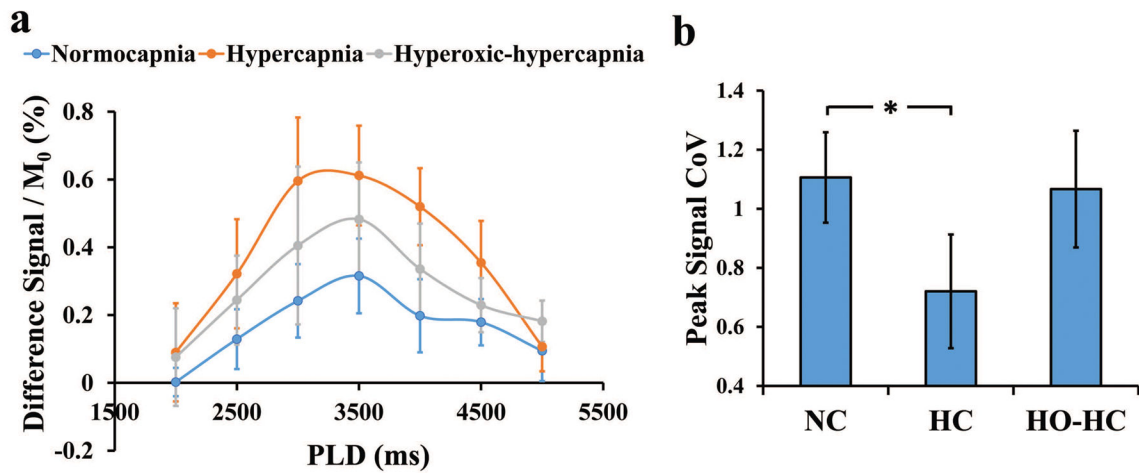 a
Normocapnia Hypercapnia Hyperoxic-hypercapnia
Difference Signal / M₀ (%)
0.8
0.6
0.4
0.2
0
-0.2
1500 2500 3500 4500 5500
PLD (ms)
b
Peak Signal CoV
1.4
1.2
1
0.8
0.6
0.4
*
NC HC HO-HC